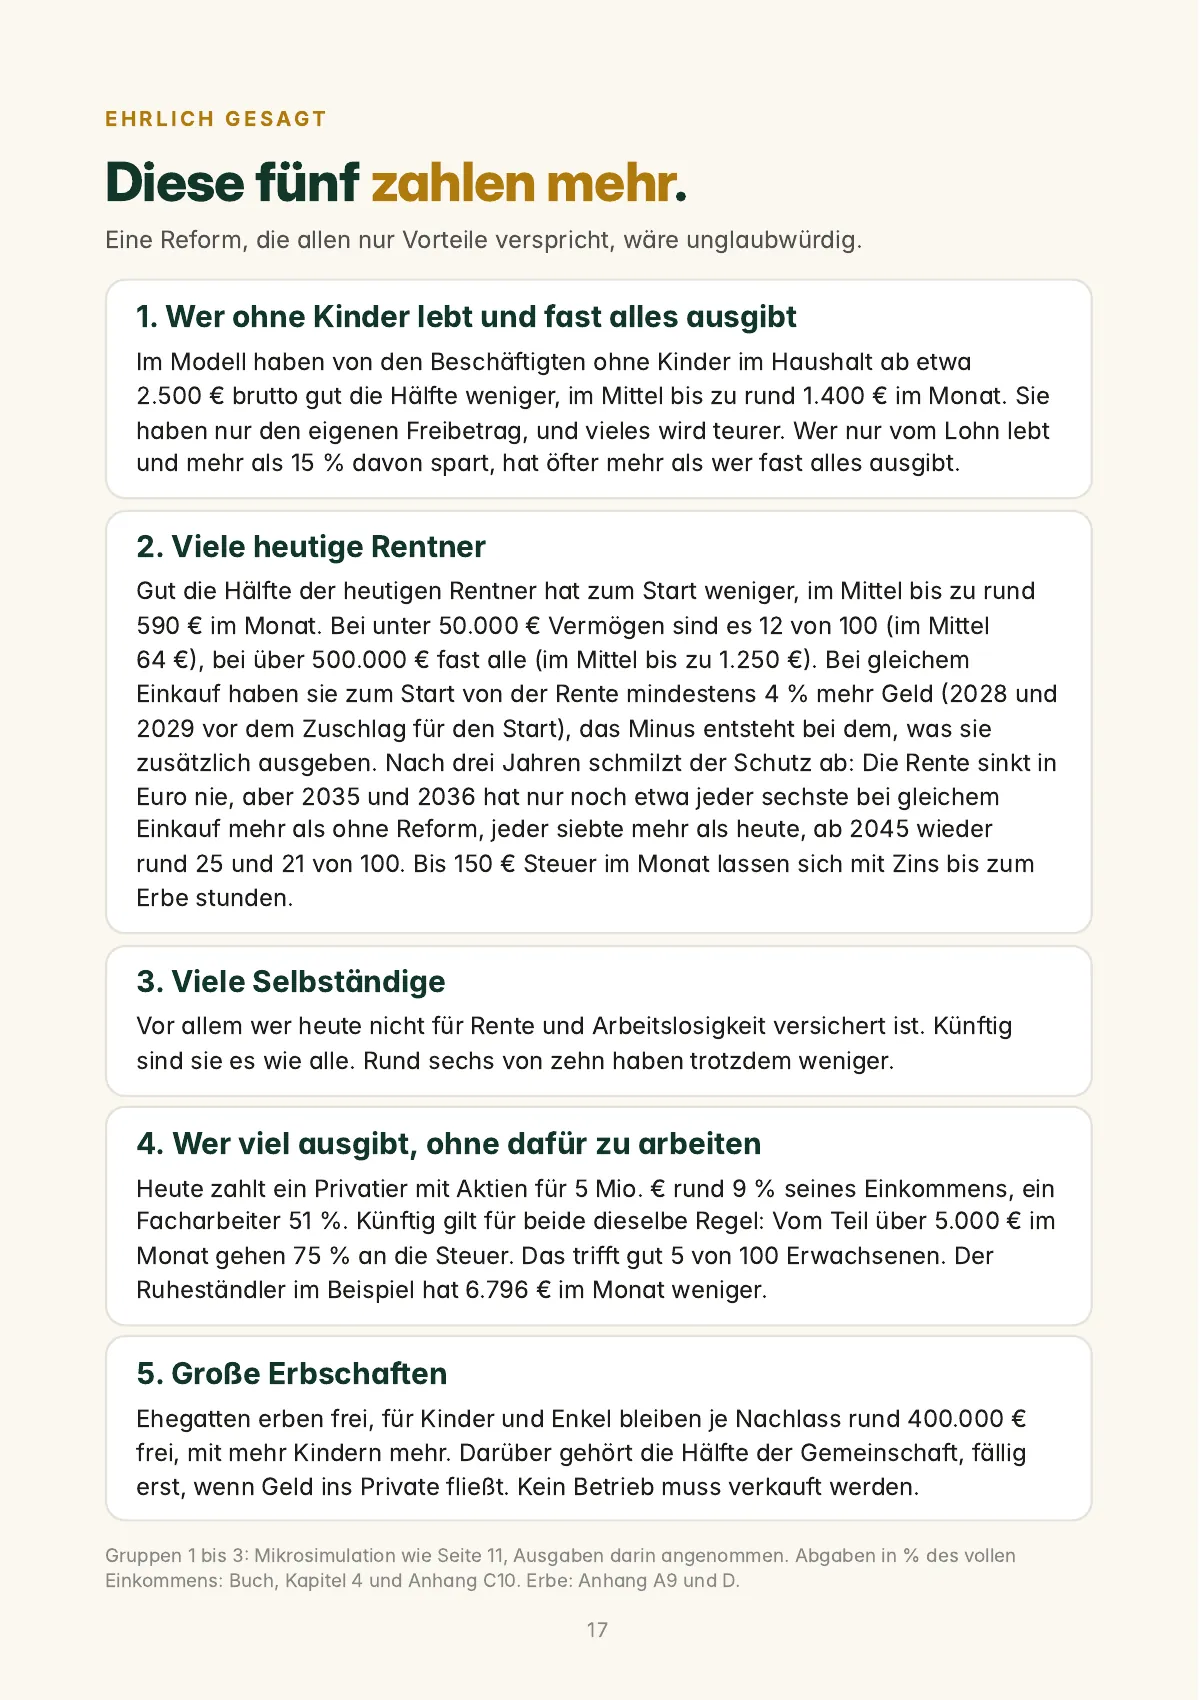 EHRLICH GESAGT
Diese fünf zahlen mehr.
Eine Reform, die allen nur Vorteile verspricht, wäre unglaubwürdig.
1. Wer ohne Kinder lebt und fast alles ausgibt
Im Modell haben von den Beschäftigten ohne Kinder im Haushalt ab etwa
2.500 € brutto gut die Hälfte weniger, im Mittel bis zu rund 1.400 € im Monat. Sie
haben nur den eigenen Freibetrag, und vieles wird teurer. Wer nur vom Lohn lebt
und mehr als 15 % davon spart, hat öfter mehr als wer fast alles ausgibt.
2. Viele heutige Rentner
Gut die Hälfte der heutigen Rentner hat zum Start weniger, im Mittel bis zu rund
590 € im Monat. Bei unter 50.000 € Vermögen sind es 12 von 100 (im Mittel
64 €), bei über 500.000 € fast alle (im Mittel bis zu 1.250 €). Bei gleichem
Einkauf haben sie zum Start von der Rente mindestens 4 % mehr Geld (2028 und
2029 vor dem Zuschlag für den Start), das Minus entsteht bei dem, was sie
zusätzlich ausgeben. Nach drei Jahren schmilzt der Schutz ab: Die Rente sinkt in
Euro nie, aber 2035 und 2036 hat nur noch etwa jeder sechste bei gleichem
Einkauf mehr als ohne Reform, jeder siebte mehr als heute, ab 2045 wieder
rund 25 und 21 von 100. Bis 150 € Steuer im Monat lassen sich mit Zins bis zum
Erbe stunden.
3. Viele Selbständige
Vor allem wer heute nicht für Rente und Arbeitslosigkeit versichert ist. Künftig
sind sie es wie alle. Rund sechs von zehn haben trotzdem weniger.
4. Wer viel ausgibt, ohne dafür zu arbeiten
Heute zahlt ein Privatier mit Aktien für 5 Mio. € rund 9 % seines Einkommens, ein
Facharbeiter 51 %. Künftig gilt für beide dieselbe Regel: Vom Teil über 5.000 € im
Monat gehen 75 % an die Steuer. Das trifft gut 5 von 100 Erwachsenen. Der
Ruheständler im Beispiel hat 6.796 € im Monat weniger.
5. Große Erbschaften
Ehegatten erben frei, für Kinder und Enkel bleiben je Nachlass rund 400.000 €
frei, mit mehr Kindern mehr. Darüber gehört die Hälfte der Gemeinschaft, fällig
erst, wenn Geld ins Private fließt. Kein Betrieb muss verkauft werden.
Gruppen 1 bis 3: Mikrosimulation wie Seite 11, Ausgaben darin angenommen. Abgaben in % des vollen
Einkommens: Buch, Kapitel 4 und Anhang C10. Erbe: Anhang A9 und D.
17